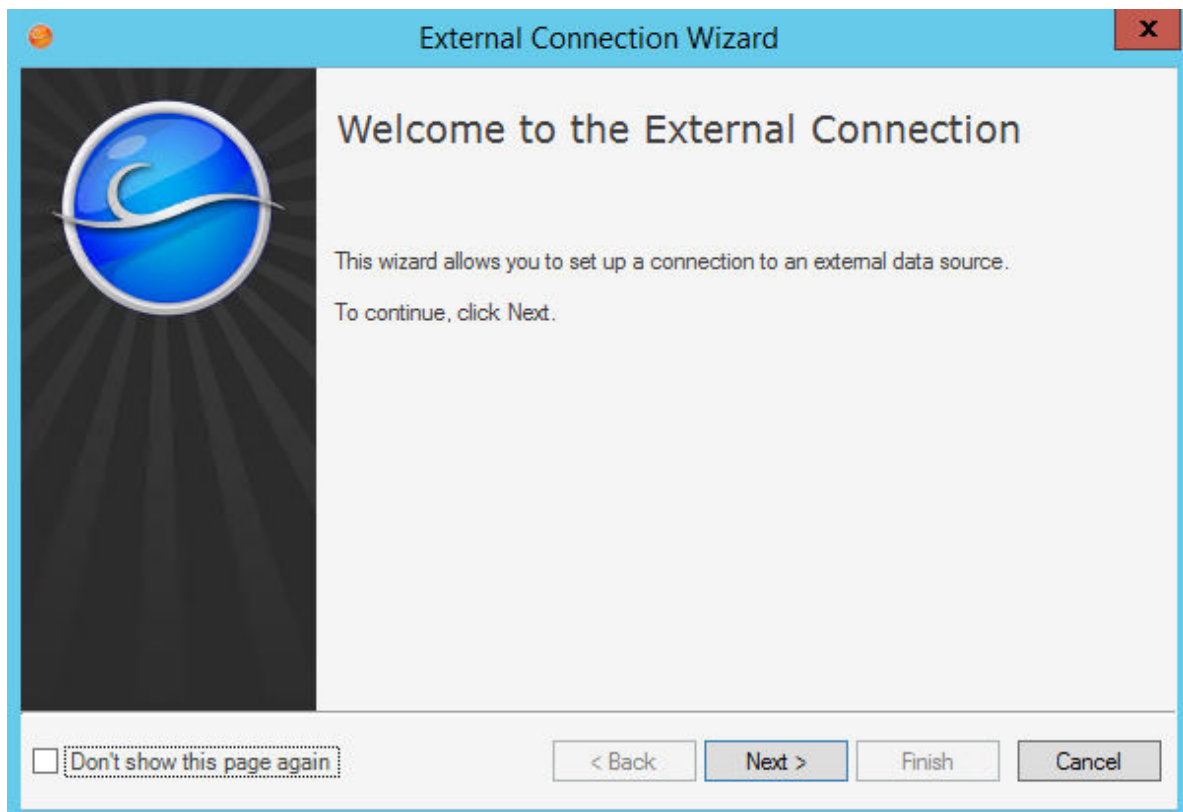 External Connection Wizard
x
Welcome to the External Connection
This wizard allows you to set up a connection to an external data source.
To continue, click Next.
Don't show this page again
< Back
Next >
Finish
Cancel